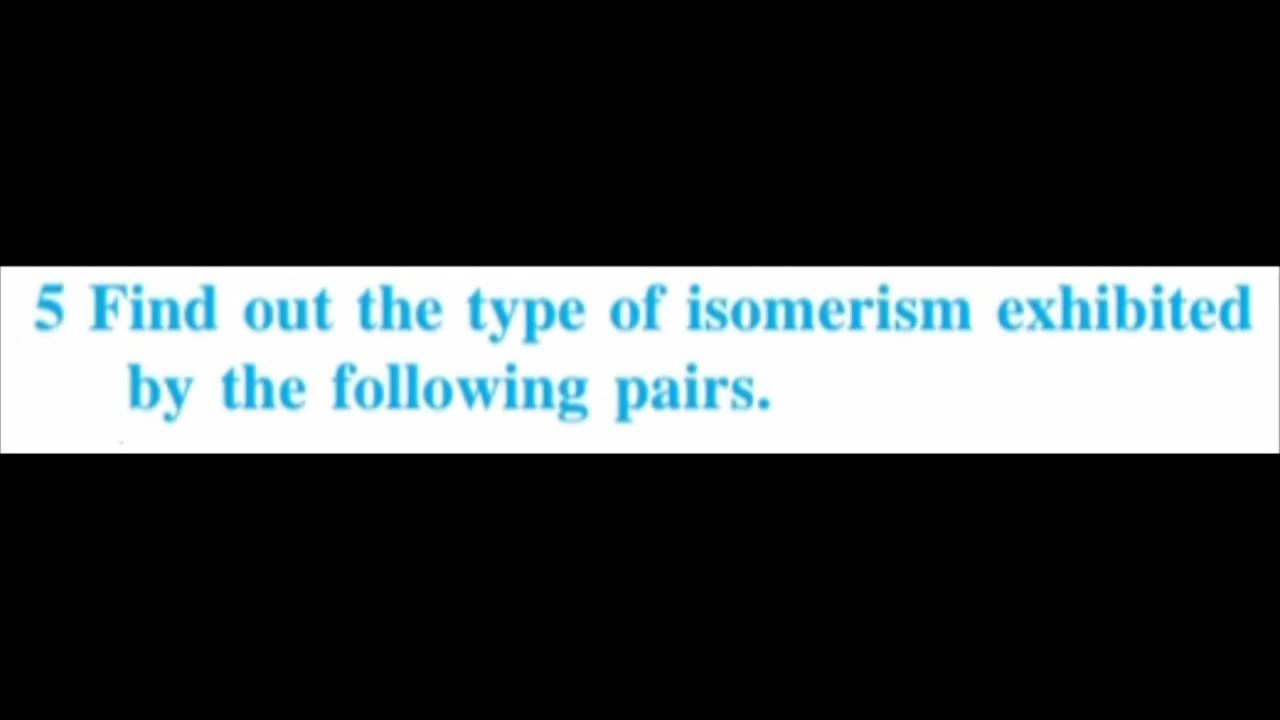 5 Find out the type of isomerism exhibited
by the following pairs.